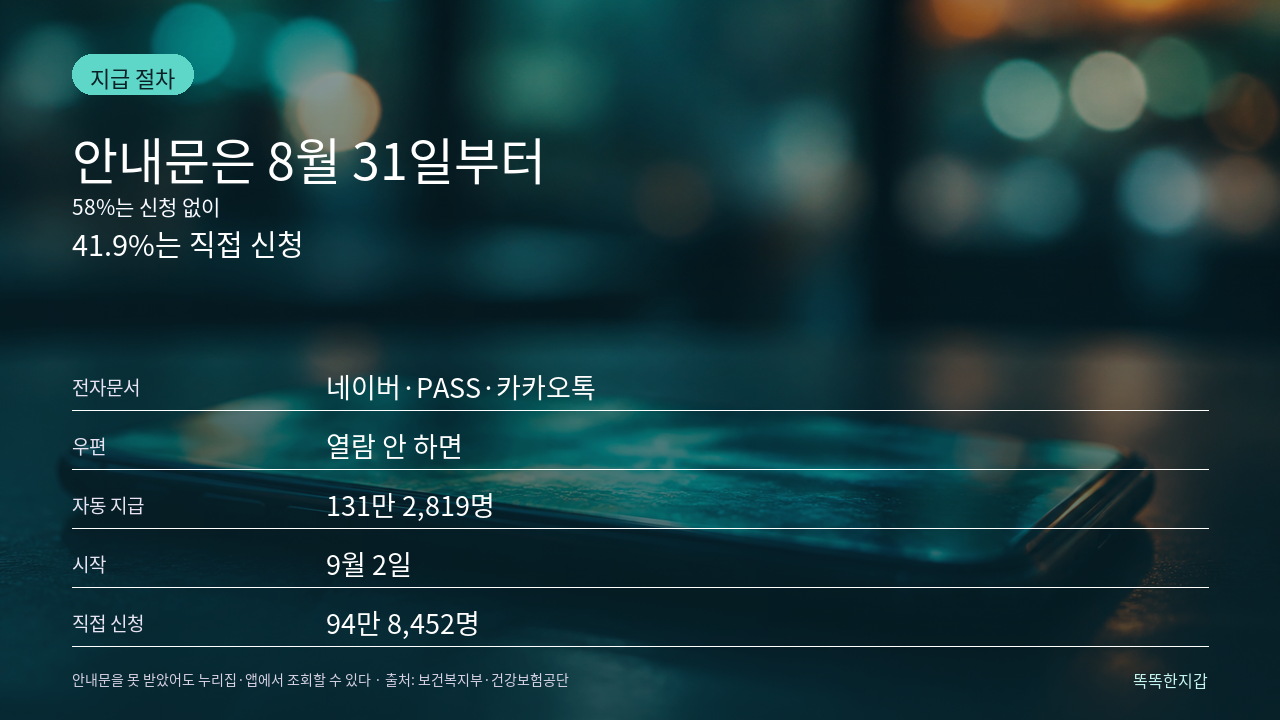 지급 절차
안내문은 8월 31일부터
58%는 신청 없이
41.9%는 직접 신청
전자문서 네이버·PASS·카카오톡
우편 열람 안 하면
자동 지급 131만 2,819명
시작 9월 2일
직접 신청 94만 8,452명
안내문을 못 받았어도 누리집·앱에서 조회할 수 있다 · 출처: 보건복지부·건강보험공단 똑똑한지갑